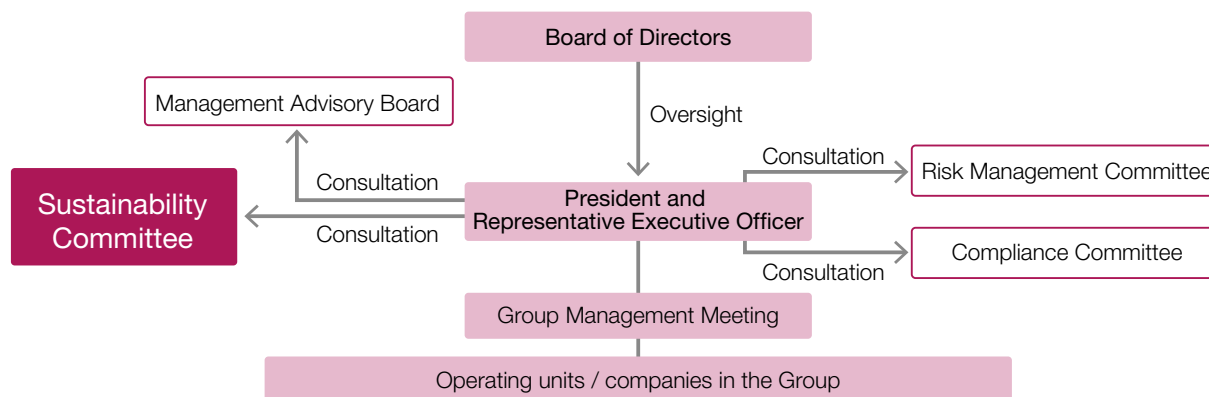 Board of Directors
Management Advisory Board
Oversight
Consultation
Consultation
Risk Management Committee
Sustainability
Committee
Consultation
President and
Representative Executive Officer
Compliance Committee
Consultation
Group Management Meeting
Operating units / companies in the Group